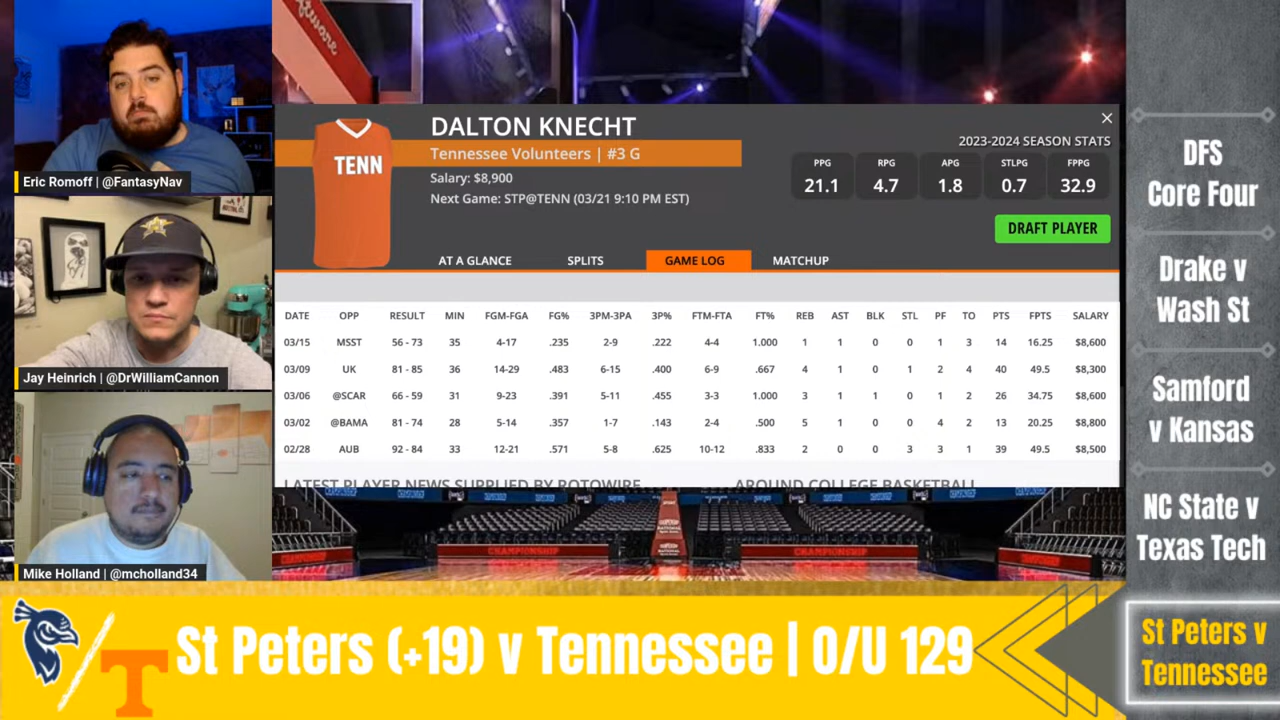 Eric Romoff | @FantasyNav
Jay Heinrich | @DrWilliamCannon
Mike Holland | @mcholland34
TENN
DALTON KNECHT
Tennessee Volunteers | #3 G
Salary: $8,900
Next Game: STP@TENN (03/21 9:10 PM EST)
2023-2024 SEASON STATS
PPG RPG APG STLPG FPPG
21.1 4.7 1.8 0.7 32.9
DRAFT PLAYER
AT A GLANCE SPLITS GAME LOG MATCHUP
DATE OPP RESULT MIN FGM-FGA FG% 3PM-3PA 3P% FTM-FTA FT% REB AST BLK STL PF TO PTS FPTS SALARY
03/15 MSST 56 - 73 35 4-17 .235 2-9 .222 4-4 1.000 1 1 0 0 1 3 14 16.25 $8,600
03/09 UK 81 - 85 36 14-29 .483 6-15 .400 6-9 .667 4 1 0 1 2 4 40 49.5 $8,300
03/06 @SCAR 66 - 59 31 9-23 .391 5-11 .455 3-3 1.000 3 1 1 0 1 2 26 34.75 $8,600
03/02 @BAMA 81 - 74 28 5-14 .357 1-7 .143 2-4 .500 5 1 0 0 4 2 13 20.25 $8,800
02/28 AUB 92 - 84 33 12-21 .571 5-8 .625 10-12 .833 2 0 0 3 3 1 39 49.5 $8,500
LATEST PLAYER NEWS SUPPLIED BY ROTOWIRE AROUND COLLEGE BASKETBALL
CHAMPIONSHIP
CHAMPIONSHIP
DFS
Core Four
Drake v
Wash St
Samford
v Kansas
NC State v
Texas Tech
St Peters v
Tennessee
T
St Peters (+19) v Tennessee | O/U 129